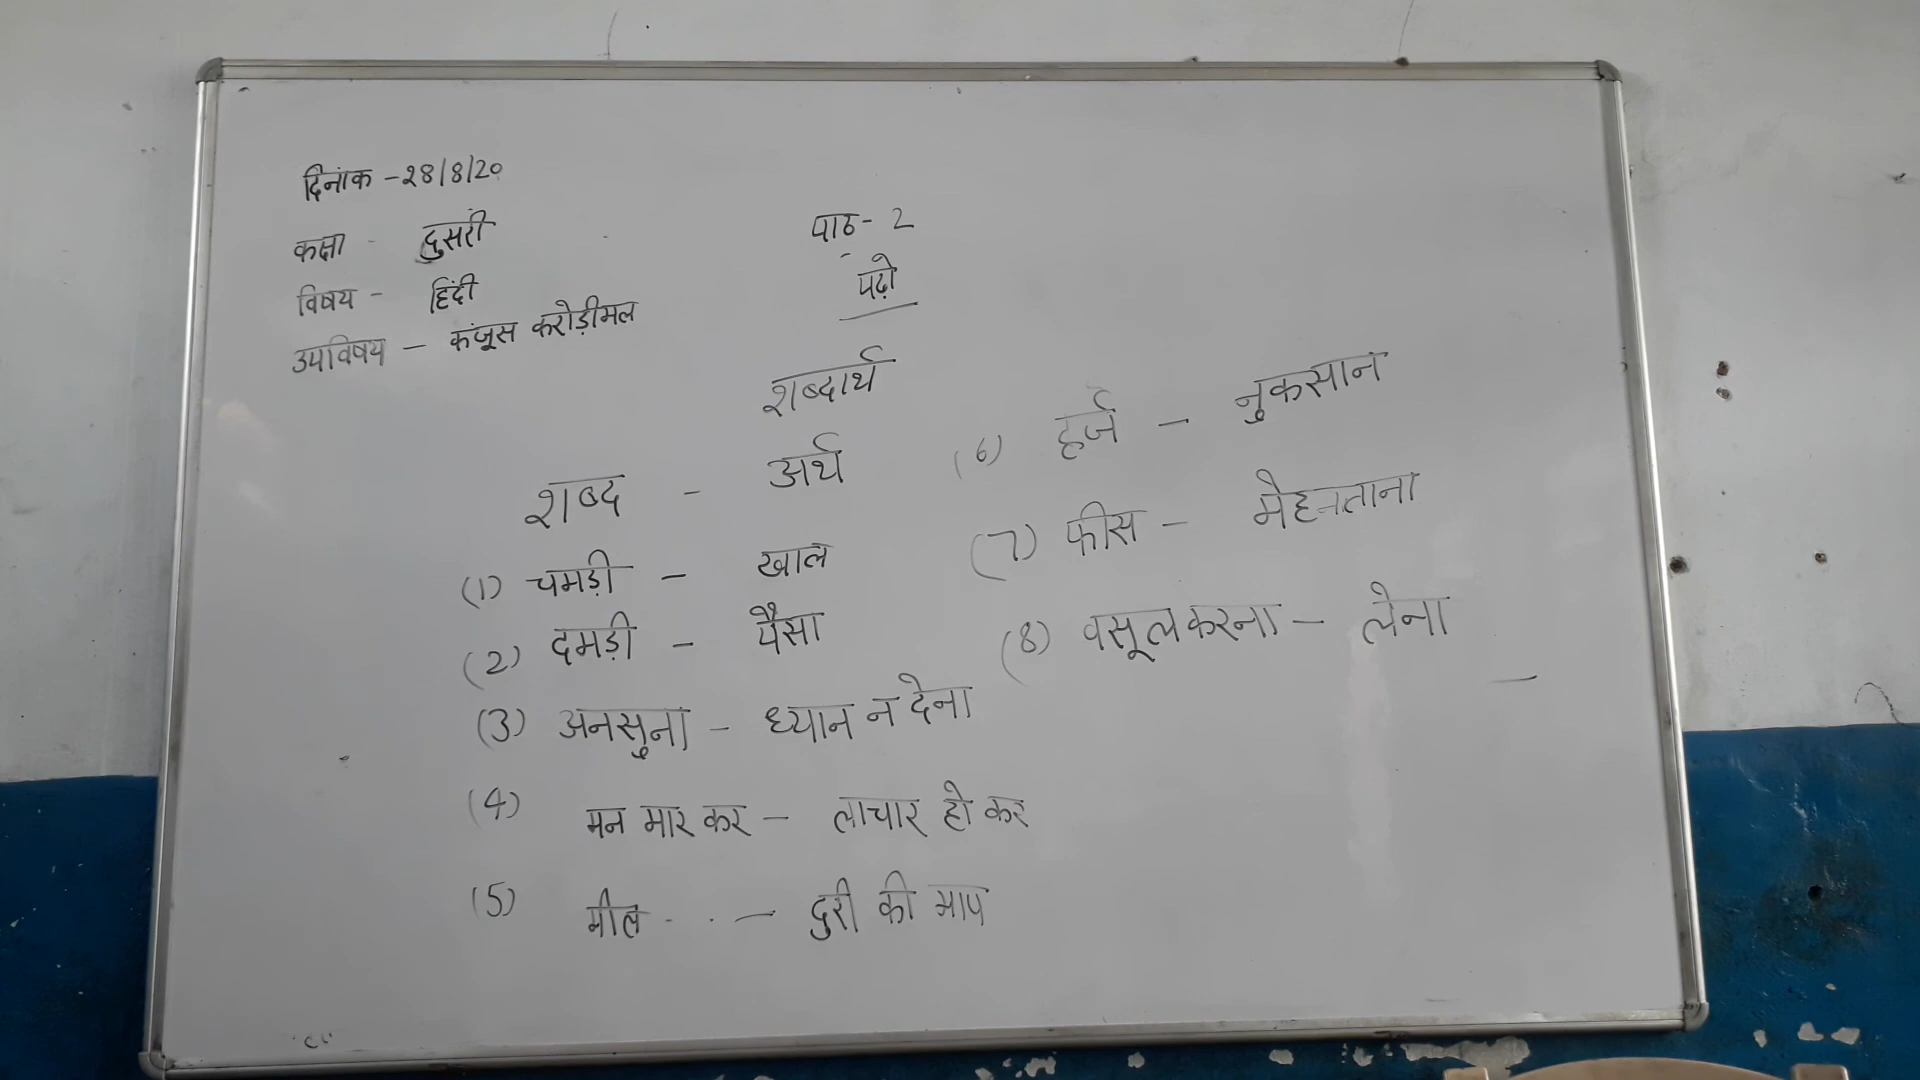 दिनांक - 28/8/20
कक्षा - दुसरी
विषय - हिंदी
उपविषय - कंजूस करोड़ीमल
पाठ - 2
पढ़ो
शब्दार्थ
शब्द - अर्थ
(1) चमड़ी - खाल
(2) दमड़ी - पैसा
(3) अनसुना - ध्यान न देना
(4) मन मार कर - लाचार हो कर
(5) मील - दुरी की माप
(6) हर्ज - नुकसान
(7) फीस - मेहनताना
(8) वसूल करना - लेना